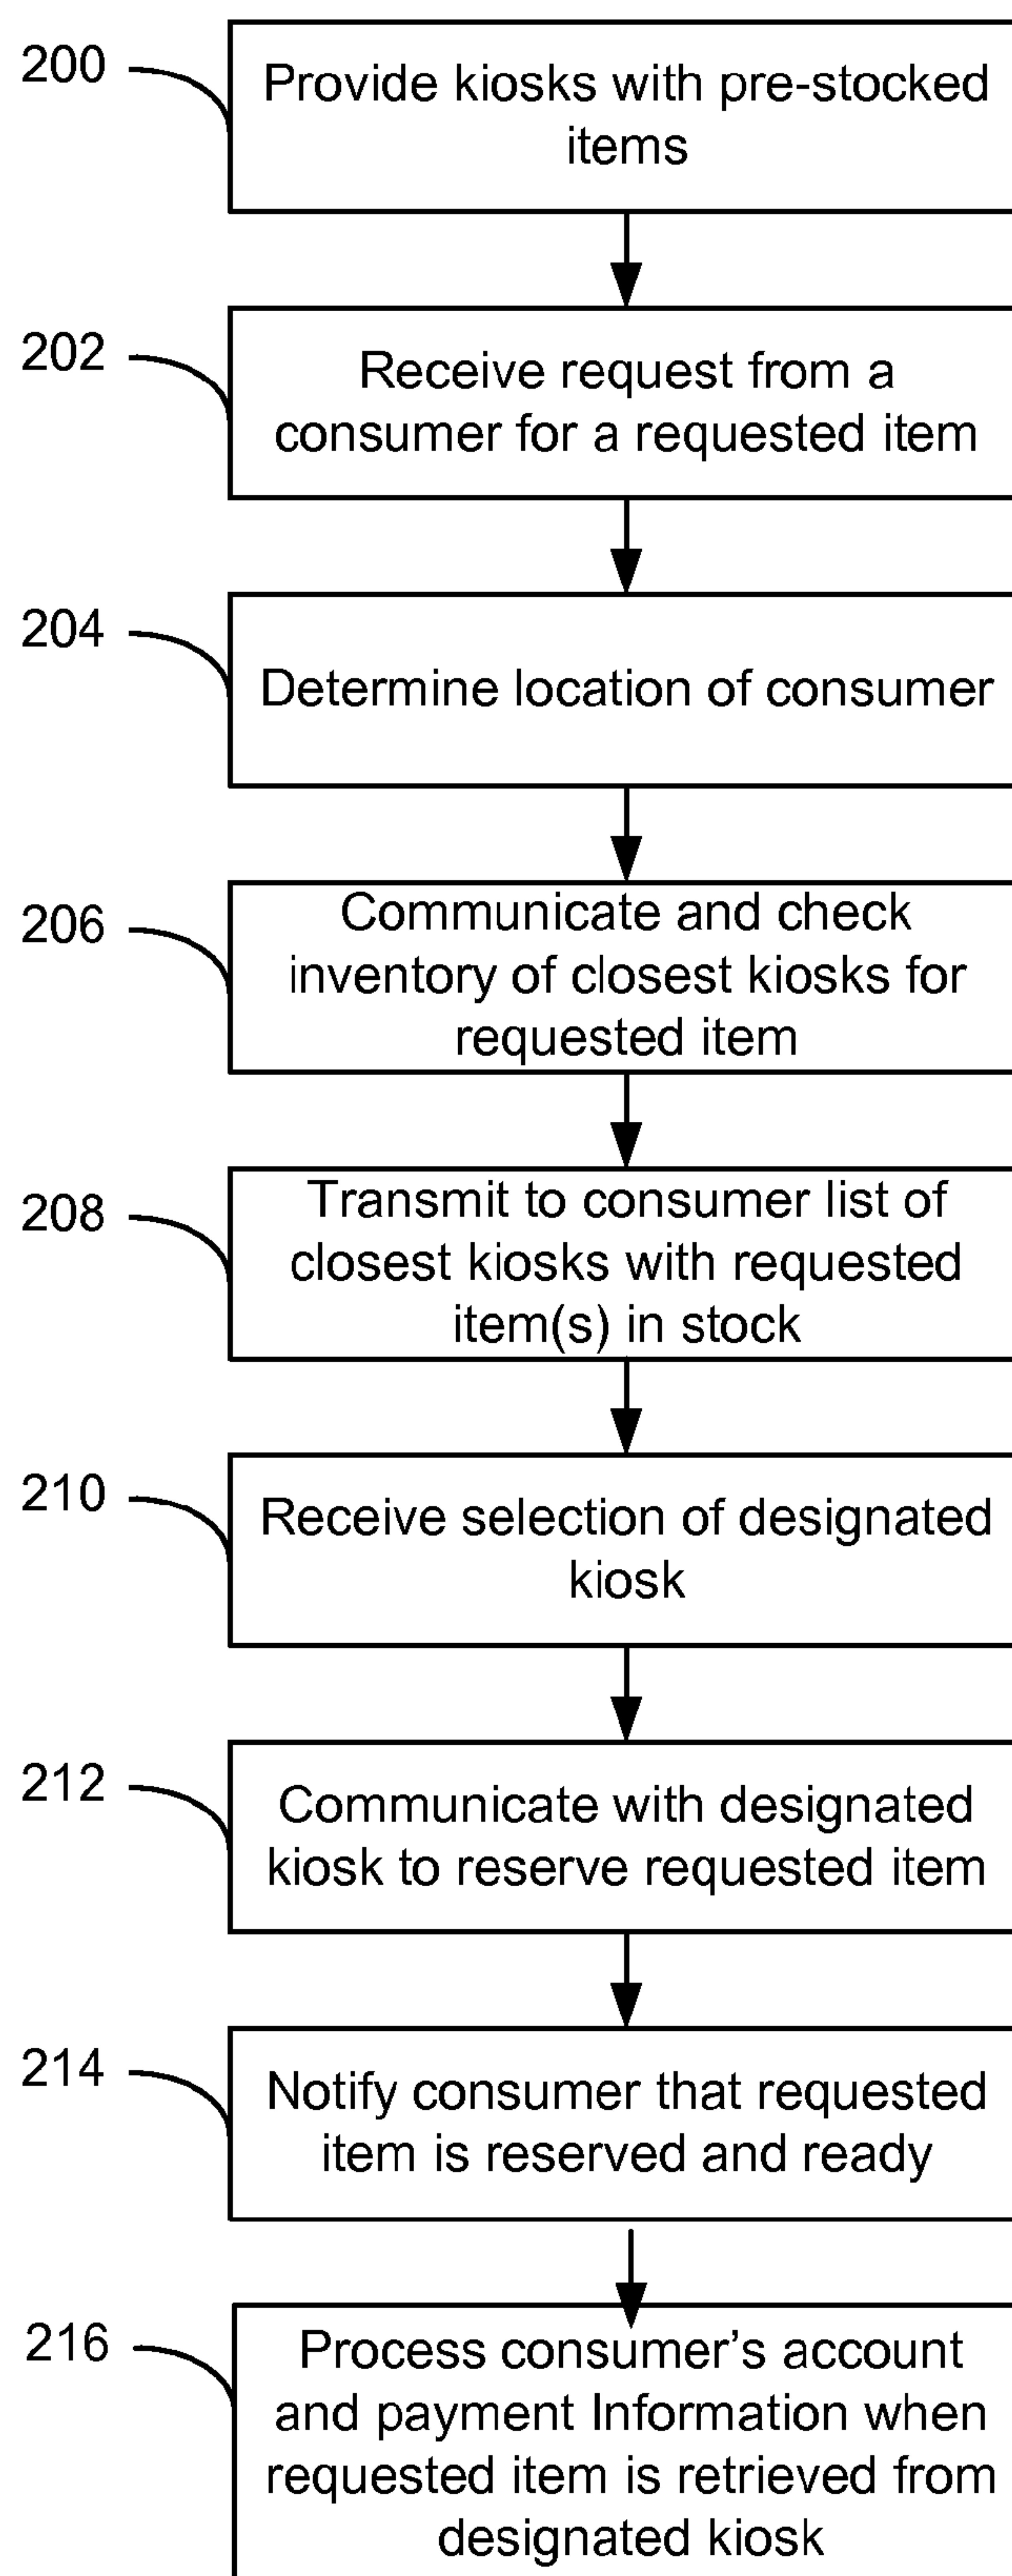 200
Provide kiosks with pre-stocked
items
202
Receive request from a
consumer for a requested item
204
Determine location of consumer
206
Communicate and check
inventory of closest kiosks for
requested item
208
Transmit to consumer list of
closest kiosks with requested
item(s) in stock
210
Receive selection of designated
kiosk
212
Communicate with designated
kiosk to reserve requested item
214
Notify consumer that requested
item is reserved and ready
216
Process consumer’s account
and payment Information when
requested item is retrieved from
designated kiosk